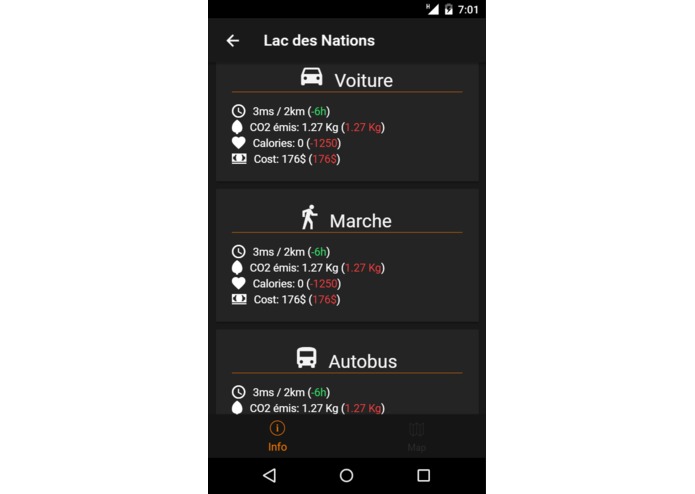 H 7:01
Lac des Nations
Voiture
3ms / 2km (-6h)
CO2 émis: 1.27 Kg (1.27 Kg)
Calories: 0 (-1250)
Cost: 176$ (176$)
Marche
3ms / 2km (-6h)
CO2 émis: 1.27 Kg (1.27 Kg)
Calories: 0 (-1250)
Cost: 176$ (176$)
Autobus
3ms / 2km (-6h)
CO2 émis: 1.27 Kg (1.27 Kg)
Info
Map